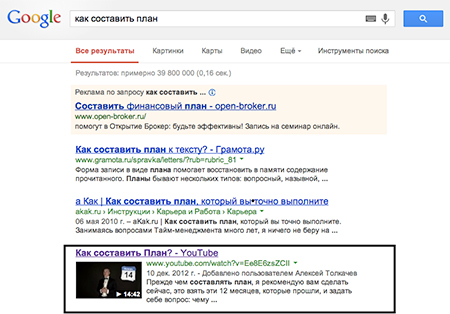 Google
как составить план
Все результаты Картинки Карты Видео Ещё Инструменты поиска
Результатов: примерно 39 800 000 (0,16 сек.)
Реклама по запросу как составить ...
Составить финансовый план - open-broker.ru
www.open-broker.ru/
помогут в Открытие Брокер: будьте эффективны! Запись на семинар онлайн.
Как составить план к тексту? - Грамота.ру
www.gramota.ru/spravka/letters/?rub=rubric_81
Форма записи в виде плана помогает восстановить в памяти содержание
прочитанного. Планы бывают нескольких типов: вопросный, назывной, ...
а Как | Как составить план, который вы точно выполните
akak.ru › Инструкции › Карьера и Работа › Карьера
06 мая 2010 г. – aKak.ru | Как составить план, который вы точно выполните.
Занимаясь вопросами Тайм-менеджмента много лет, я ничего не беру на ...
Как составить План? - YouTube
www.youtube.com/watch?v=Ee8E6zsZCII
10 дек. 2012 г. - Добавлено пользователем Алексей Толкачев
Прежде чем составлять план, я рекомендую вам сделать
сейчас, это взять эти 12 месяцев, которые прошли, и задать
себе вопрос: чему ...
14
14:42